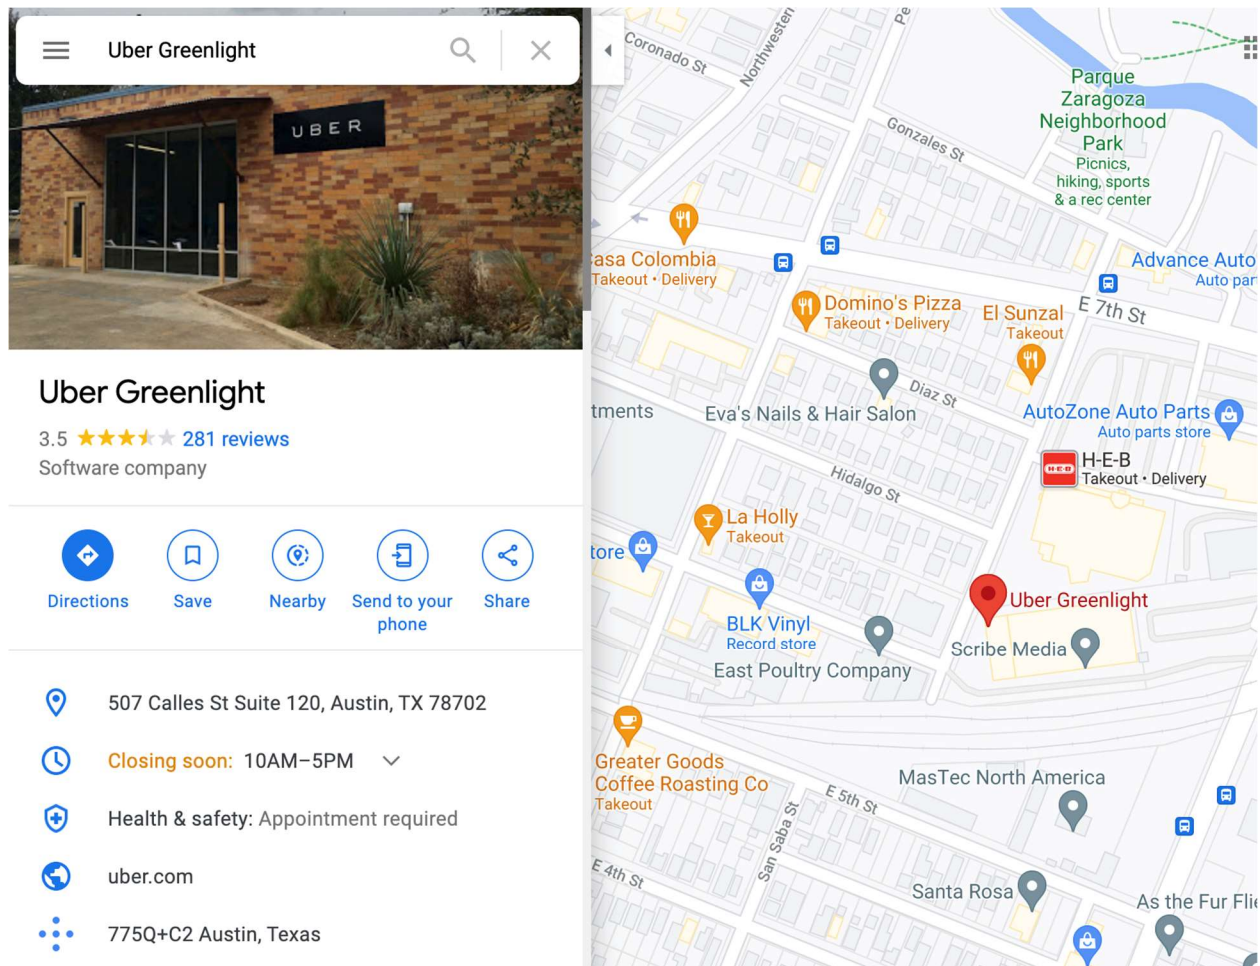 Uber Greenlight
UBER
Uber Greenlight
3.5
281 reviews
Software company
Directions
Save
Nearby
Send to your
phone
Share
507 Calles St Suite 120, Austin, TX 78702
Closing soon: 10AM–5PM
Health & safety: Appointment required
uber.com
775Q+C2 Austin, Texas
Coronado St
Northwestern
Pe
Gonzales St
Parque
Zaragoza
Neighborhood
Park
Picnics,
hiking, sports
& a rec center
asa Colombia
Takeout • Delivery
Advance Auto
Auto par
Domino's Pizza
Takeout • Delivery
El Sunzal
Takeout
E 7th St
Diaz St
Eva's Nails & Hair Salon
tments
AutoZone Auto Parts
Auto parts store
H-E-B
H-E-B
Takeout • Delivery
Hidalgo St
La Holly
Takeout
tore
BLK Vinyl
Record store
Uber Greenlight
Scribe Media
East Poultry Company
Greater Goods
Coffee Roasting Co
Takeout
MasTec North America
E 5th St
San Saba St
E 4th St
Santa Rosa
As the Fur Flie